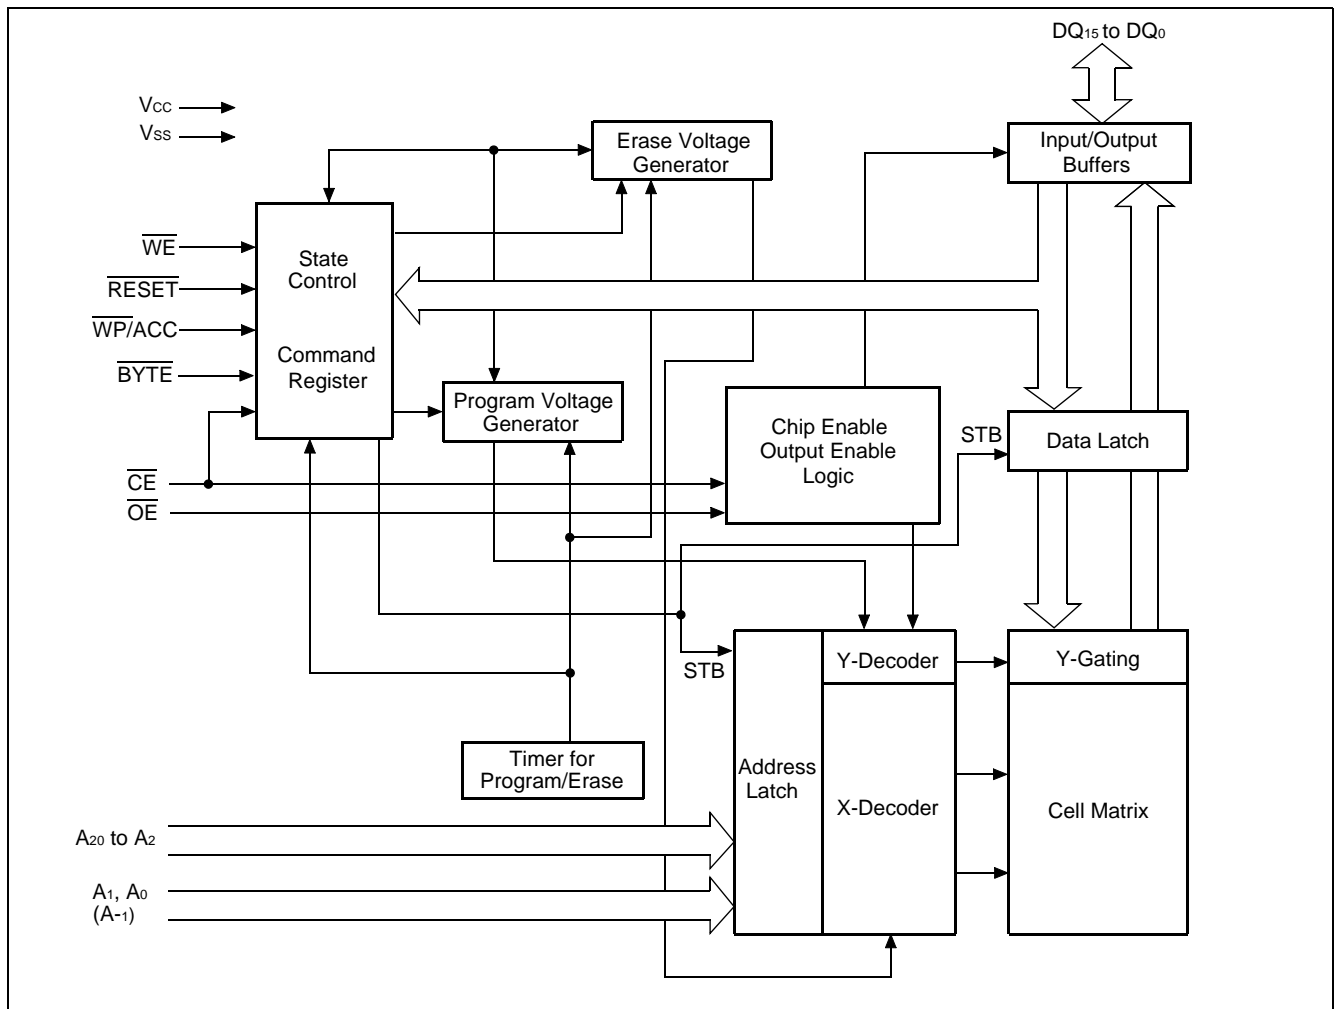 DQ15 to DQ0
VCC
VSS
Erase Voltage
Generator
Input/Output
Buffers
WE
RESET
WP/ACC
BYTE
CE
OE
State
Control
Command
Register
Program Voltage
Generator
Chip Enable
Output Enable
Logic
STB
Data Latch
STB
Y-Decoder
Y-Gating
Timer for
Program/Erase
Address
Latch
X-Decoder
Cell Matrix
A20 to A2
A1, A0
(A-1)